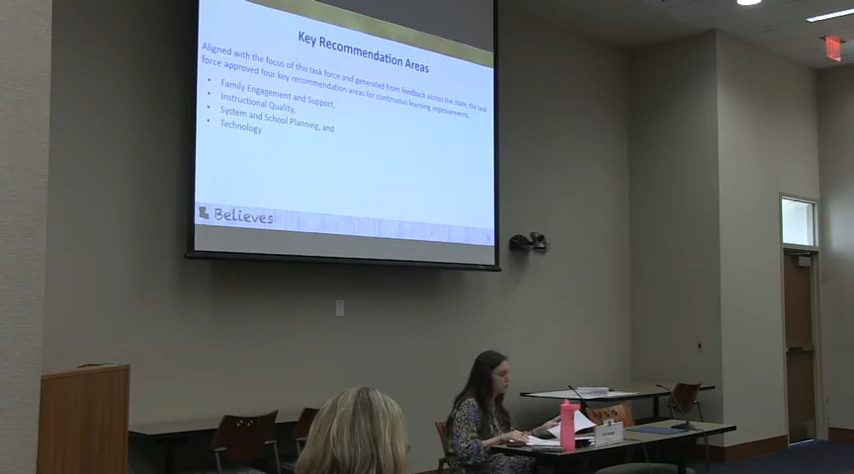 Key Recommendation Areas
Aligned with the focus of this task force and generated from feedback across the state, the task
force approved four key recommendation areas for continuous learning improvements.
• Family Engagement and Support,
• Instructional Quality,
• System and School Planning, and
• Technology
Believes